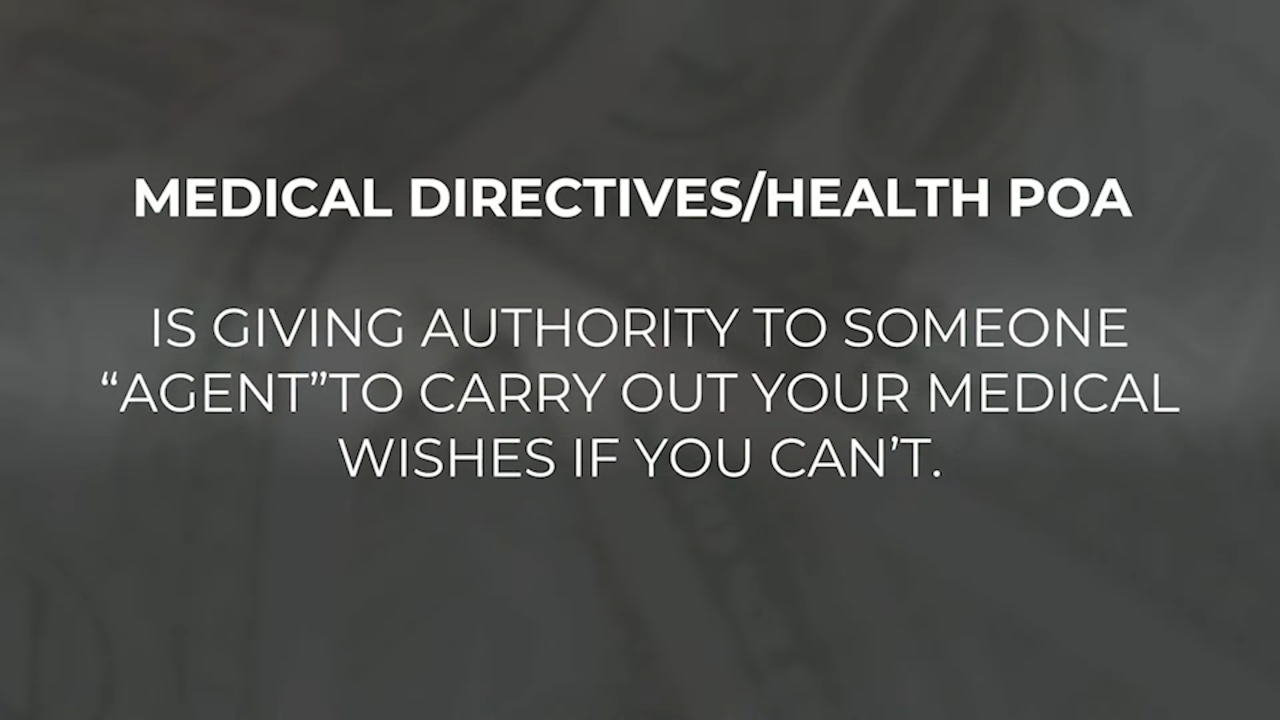 MEDICAL DIRECTIVES/HEALTH POA
IS GIVING AUTHORITY TO SOMEONE
“AGENT”TO CARRY OUT YOUR MEDICAL
WISHES IF YOU CAN’T.